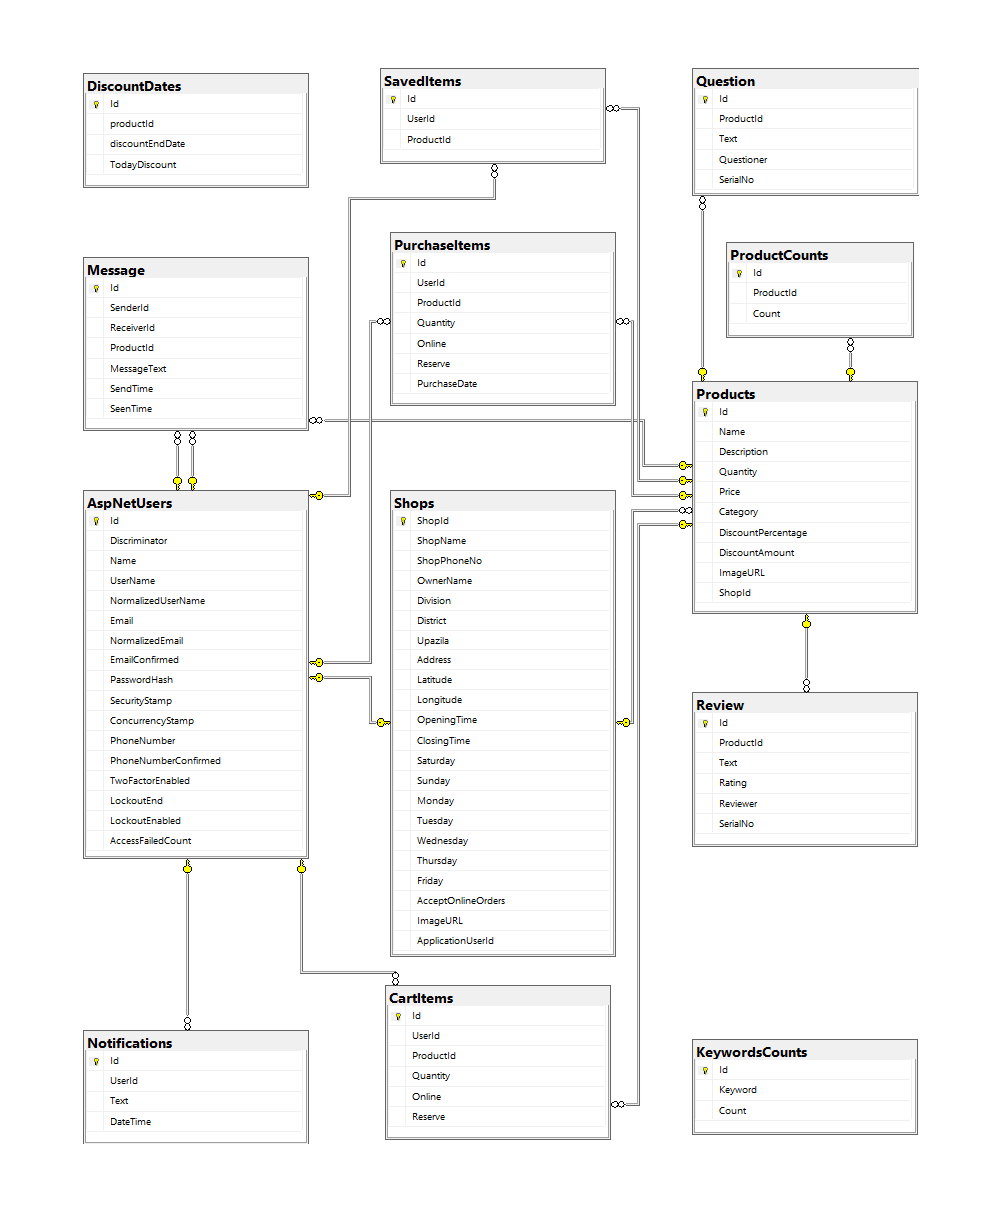 DiscountDates
Id
productId
discountEndDate
TodayDiscount
SavedItems
Id
UserId
ProductId
Question
Id
ProductId
Text
Questioner
SerialNo
Message
Id
SenderId
ReceiverId
ProductId
MessageText
SendTime
SeenTime
PurchaseItems
Id
UserId
ProductId
Quantity
Online
Reserve
PurchaseDate
ProductCounts
Id
ProductId
Count
Products
Id
Name
Description
Quantity
Price
Category
DiscountPercentage
DiscountAmount
ImageURL
ShopId
AspNetUsers
Id
Discriminator
Name
UserName
NormalizedUserName
Email
NormalizedEmail
EmailConfirmed
PasswordHash
SecurityStamp
ConcurrencyStamp
PhoneNumber
PhoneNumberConfirmed
TwoFactorEnabled
LockoutEnd
LockoutEnabled
AccessFailedCount
Shops
ShopId
ShopName
ShopPhoneNo
OwnerName
Division
District
Upazila
Address
Latitude
Longitude
OpeningTime
ClosingTime
Saturday
Sunday
Monday
Tuesday
Wednesday
Thursday
Friday
AcceptOnlineOrders
ImageURL
ApplicationUserId
Review
Id
ProductId
Text
Rating
Reviewer
SerialNo
Notifications
Id
UserId
Text
DateTime
CartItems
Id
UserId
ProductId
Quantity
Online
Reserve
KeywordsCounts
Id
Keyword
Count